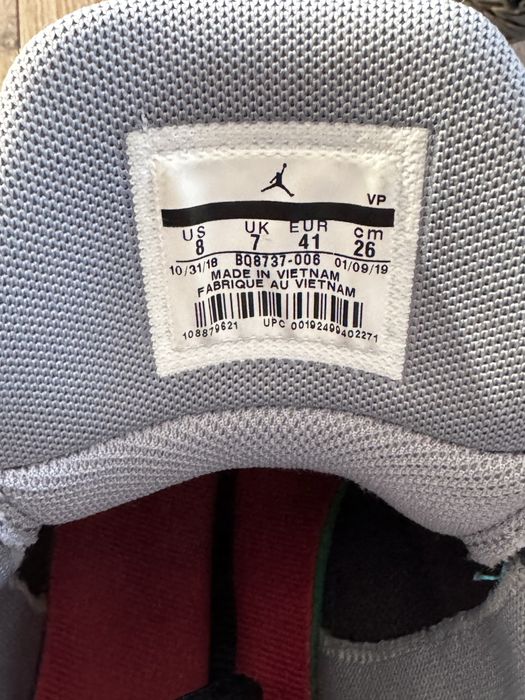 VP
US UK EUR cm
8 7 41 26
10/31/18 BQ8737-006 01/09/19
MADE IN VIETNAM
FABRIQUE AU VIETNAM
108879621 UPC 00192499402271